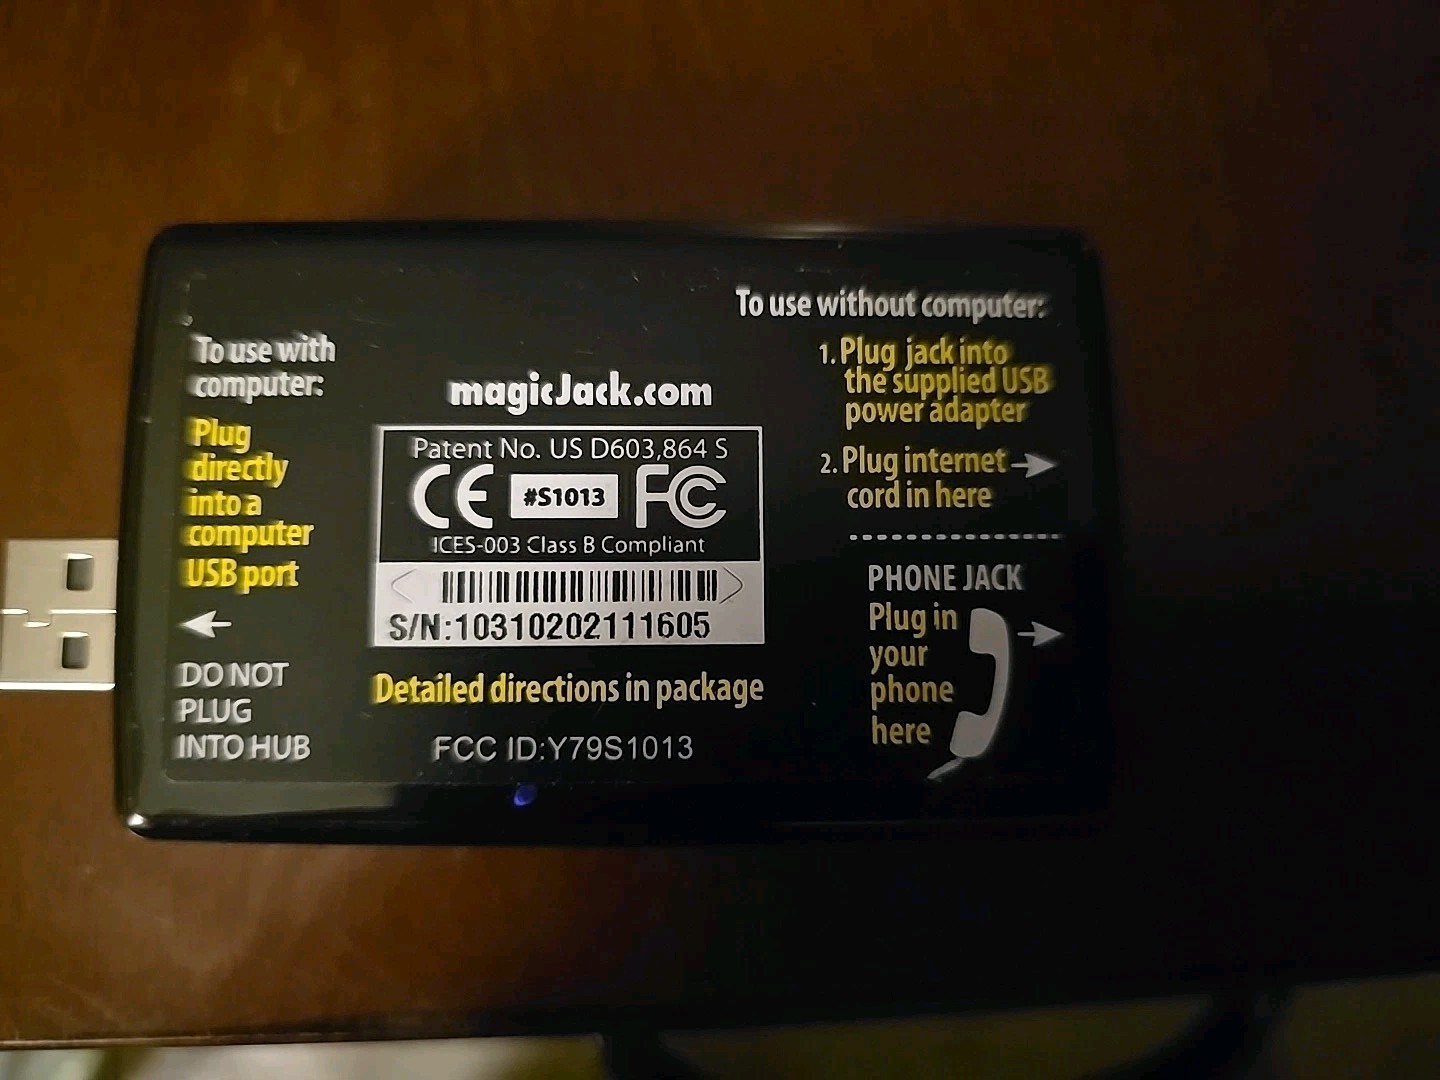 To use with
computer:
Plug
directly
into a
computer
USB port
DO NOT
PLUG
INTO HUB
magicJack.com
Patent No. US D603,864 S
CE #S1013 FC
ICES-003 Class B Compliant
S/N:10310202111605
Detailed directions in package
FCC ID:Y79S1013
To use without computer:
1. Plug jack into
the supplied USB
power adapter
2. Plug internet
cord in here
PHONE JACK
Plug in
your
phone
here